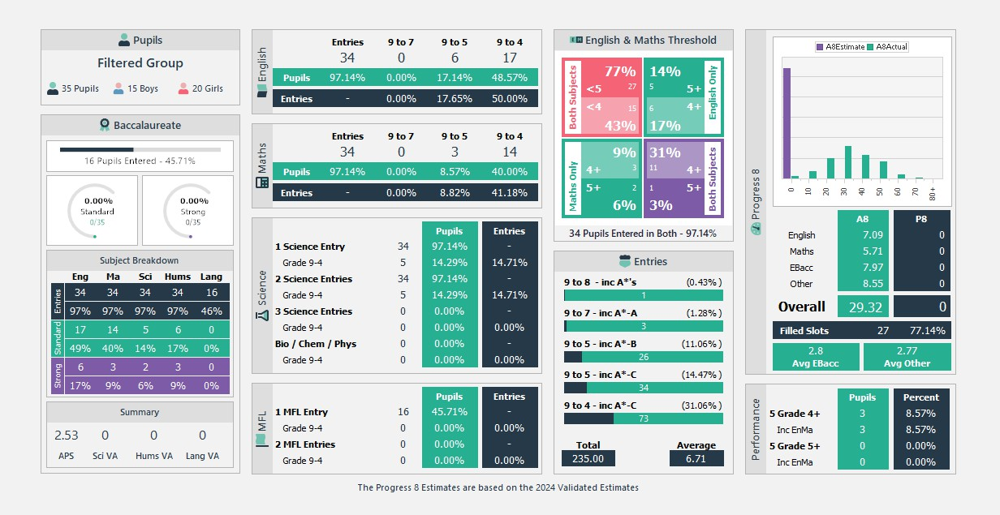 Pupils
Filtered Group
35 Pupils 15 Boys 20 Girls
Baccalaureate
16 Pupils Entered - 45.71%
0.00% 0.00%
Standard Strong
0/35 0/35
Subject Breakdown
Eng Ma Sci Hums Lang
Entries
34 34 34 34 16
97% 97% 97% 97% 46%
Standard
17 14 5 6 0
49% 40% 14% 17% 0%
Strong
6 3 2 3 0
17% 9% 6% 9% 0%
Summary
2.53 0 0 0
APS Sci VA Hums VA Lang VA
English
Entries 9 to 7 9 to 5 9 to 4
34 0 6 17
Pupils 97.14% 0.00% 17.14% 48.57%
Entries - 0.00% 17.65% 50.00%
Maths
Entries 9 to 7 9 to 5 9 to 4
34 0 3 14
Pupils 97.14% 0.00% 8.57% 40.00%
Entries - 0.00% 8.82% 41.18%
Science
Pupils Entries
1 Science Entry 34 97.14% -
Grade 9-4 5 14.29% 14.71%
2 Science Entries 34 97.14% -
Grade 9-4 5 14.29% 14.71%
3 Science Entries 0 0.00% -
Grade 9-4 0 0.00% 0.00%
Bio / Chem / Phys 0 0.00% -
Grade 9-4 0 0.00% 0.00%
MFL
Pupils Entries
1 MFL Entry 16 45.71% -
Grade 9-4 0 0.00% 0.00%
2 MFL Entries 0 0.00% -
Grade 9-4 0 0.00% 0.00%
English & Maths Threshold
Both Subjects
77%
<5 27
<4 15
43%
English Only
14%
5 5+
6 4+
17%
Maths Only
9%
4+ 3
5+ 2
6%
Both Subjects
31%
11 4+
1 5+
3%
34 Pupils Entered in Both - 97.14%
Entries
9 to 8 - inc A*'s (0.43%)
1
9 to 7 - inc A*-A (1.28%)
3
9 to 5 - inc A*-B (11.06%)
26
9 to 5 - inc A*-C (14.47%)
34
9 to 4 - inc A*-C (31.06%)
73
Total Average
235.00 6.71
Progress 8
A8Estimate A8Actual
0 10 20 30 40 50 60 70 80+
A8 P8
English 7.09 0
Maths 5.71 0
EBacc 7.97 0
Other 8.55 0
Overall 29.32 0
Filled Slots 27 77.14%
2.8 2.77
Avg EBacc Avg Other
Performance
Pupils Percent
5 Grade 4+ 3 8.57%
Inc EnMa 3 8.57%
5 Grade 5+ 0 0.00%
Inc EnMa 0 0.00%
The Progress 8 Estimates are based on the 2024 Validated Estimates